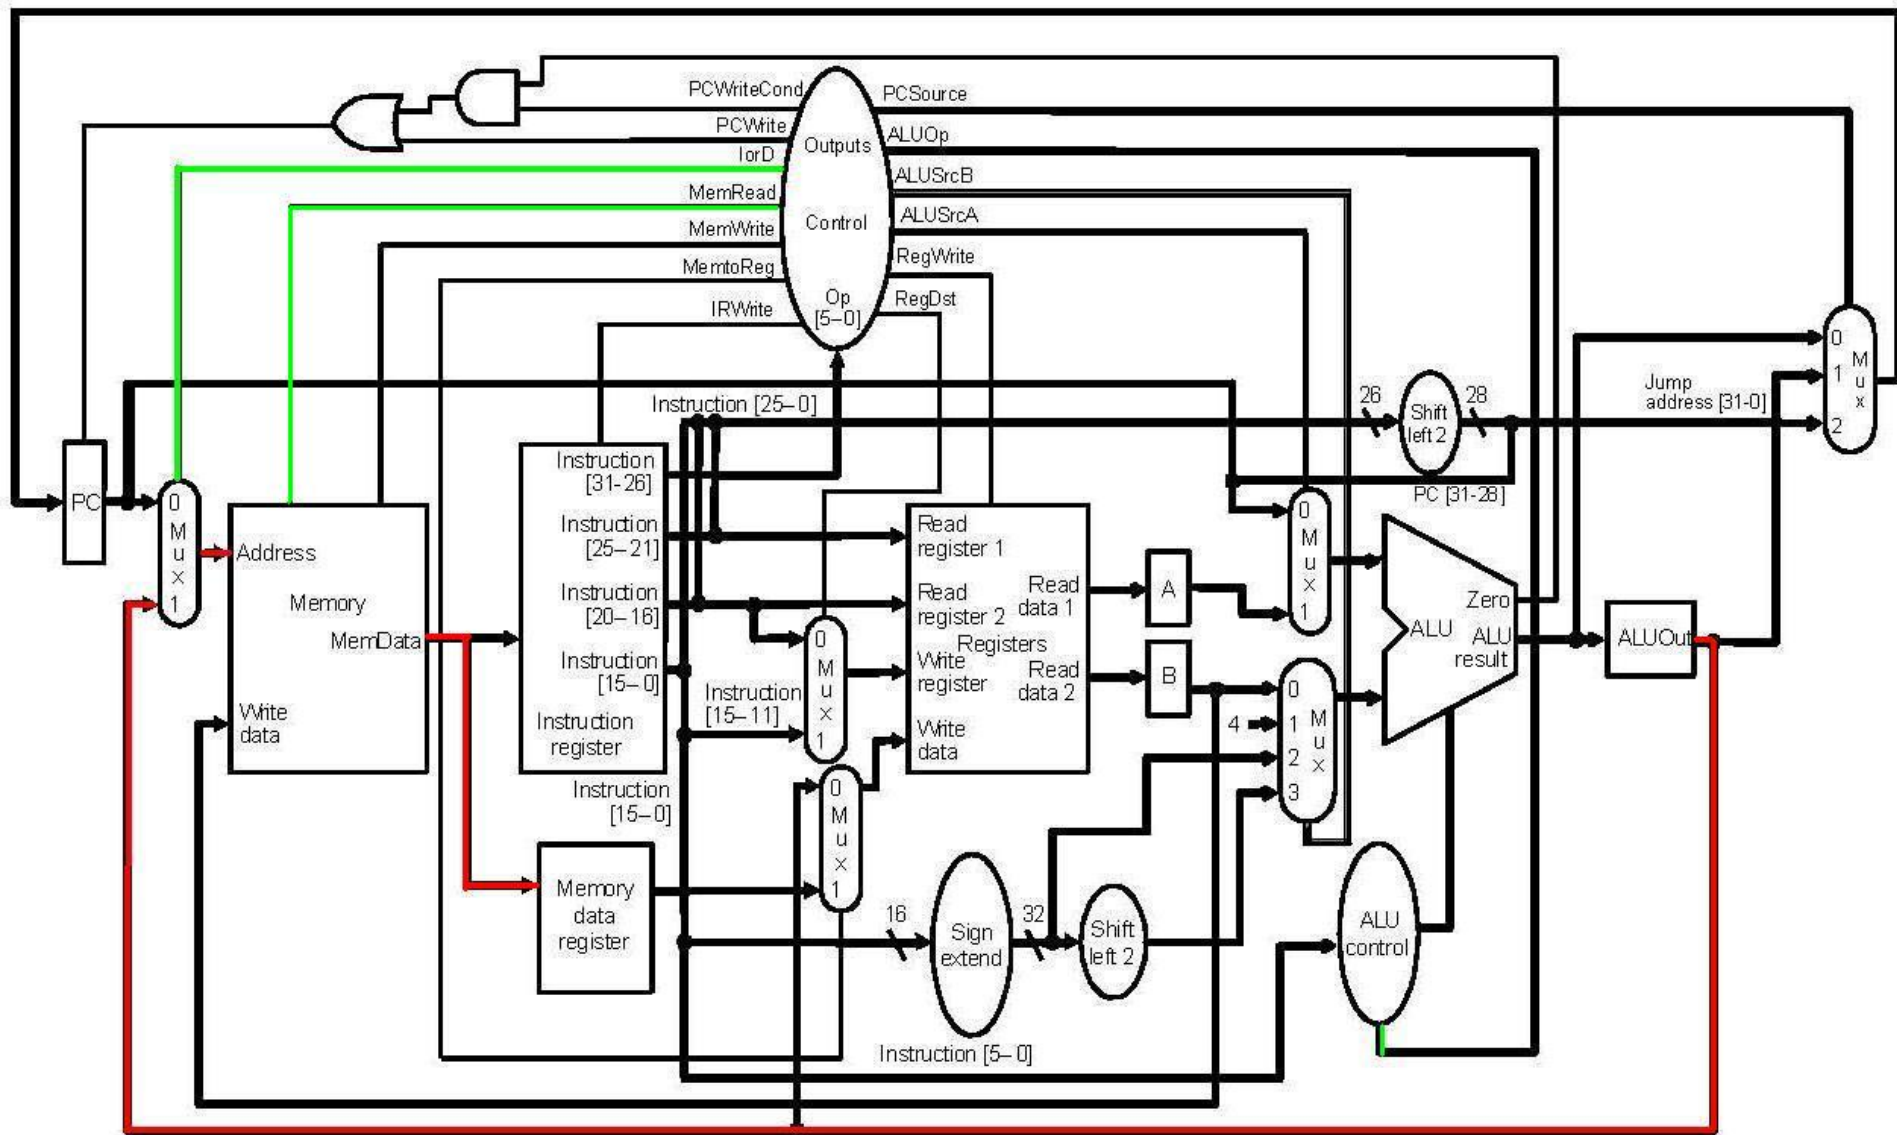 PCWriteCond
PCWrite
IorD
MemRead
MemWrite
MemtoReg
IRWrite
Outputs
Control
Op
[5–0]
PCSource
ALUOp
ALUSrcB
ALUSrcA
RegWrite
RegDst
PC
0
M
u
x
1
Address
Memory
MemData
Write
data
Instruction [25–0]
Instruction
[31-26]
Instruction
[25–21]
Instruction
[20–16]
Instruction
[15–0]
Instruction
register
Instruction
[15–0]
Instruction
[15–11]
0
M
u
x
1
0
M
u
x
1
Memory
data
register
Read
register 1
Read
register 2
Registers
Write
register
Write
data
Read
data 1
Read
data 2
A
B
16
Sign
extend
32
Shift
left 2
Instruction [5–0]
26
Shift
left 2
28
PC [31-28]
Jump
address [31-0]
0
M
u
x
1
4
0
1
2
3
M
u
x
Zero
ALU
ALU
result
ALUOut
ALU
control
0
1
2
M
u
x